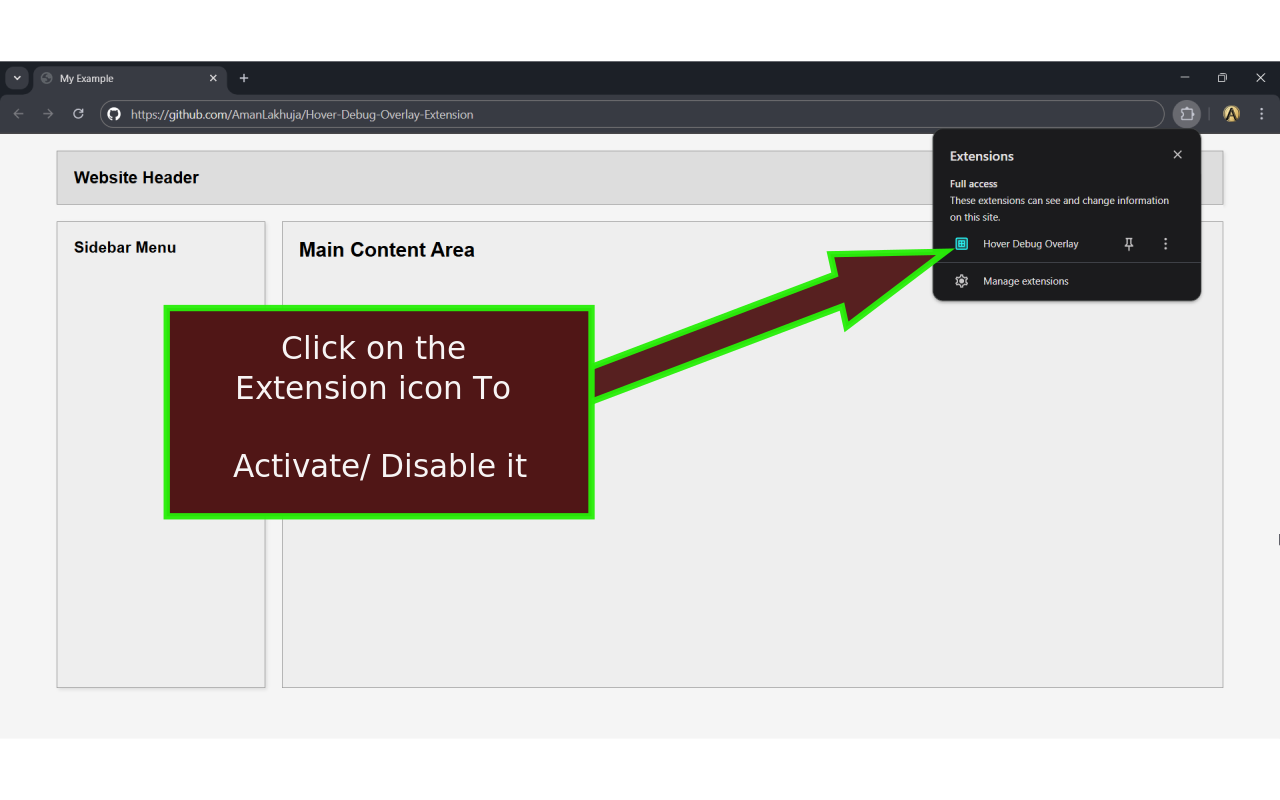 My Example
https://github.com/AmanLakhuja/Hover-Debug-Overlay-Extension
Extensions
Full access
These extensions can see and change information
on this site.
Hover Debug Overlay
Manage extensions
Website Header
Sidebar Menu
Main Content Area
Click on the
Extension icon To
Activate/ Disable it